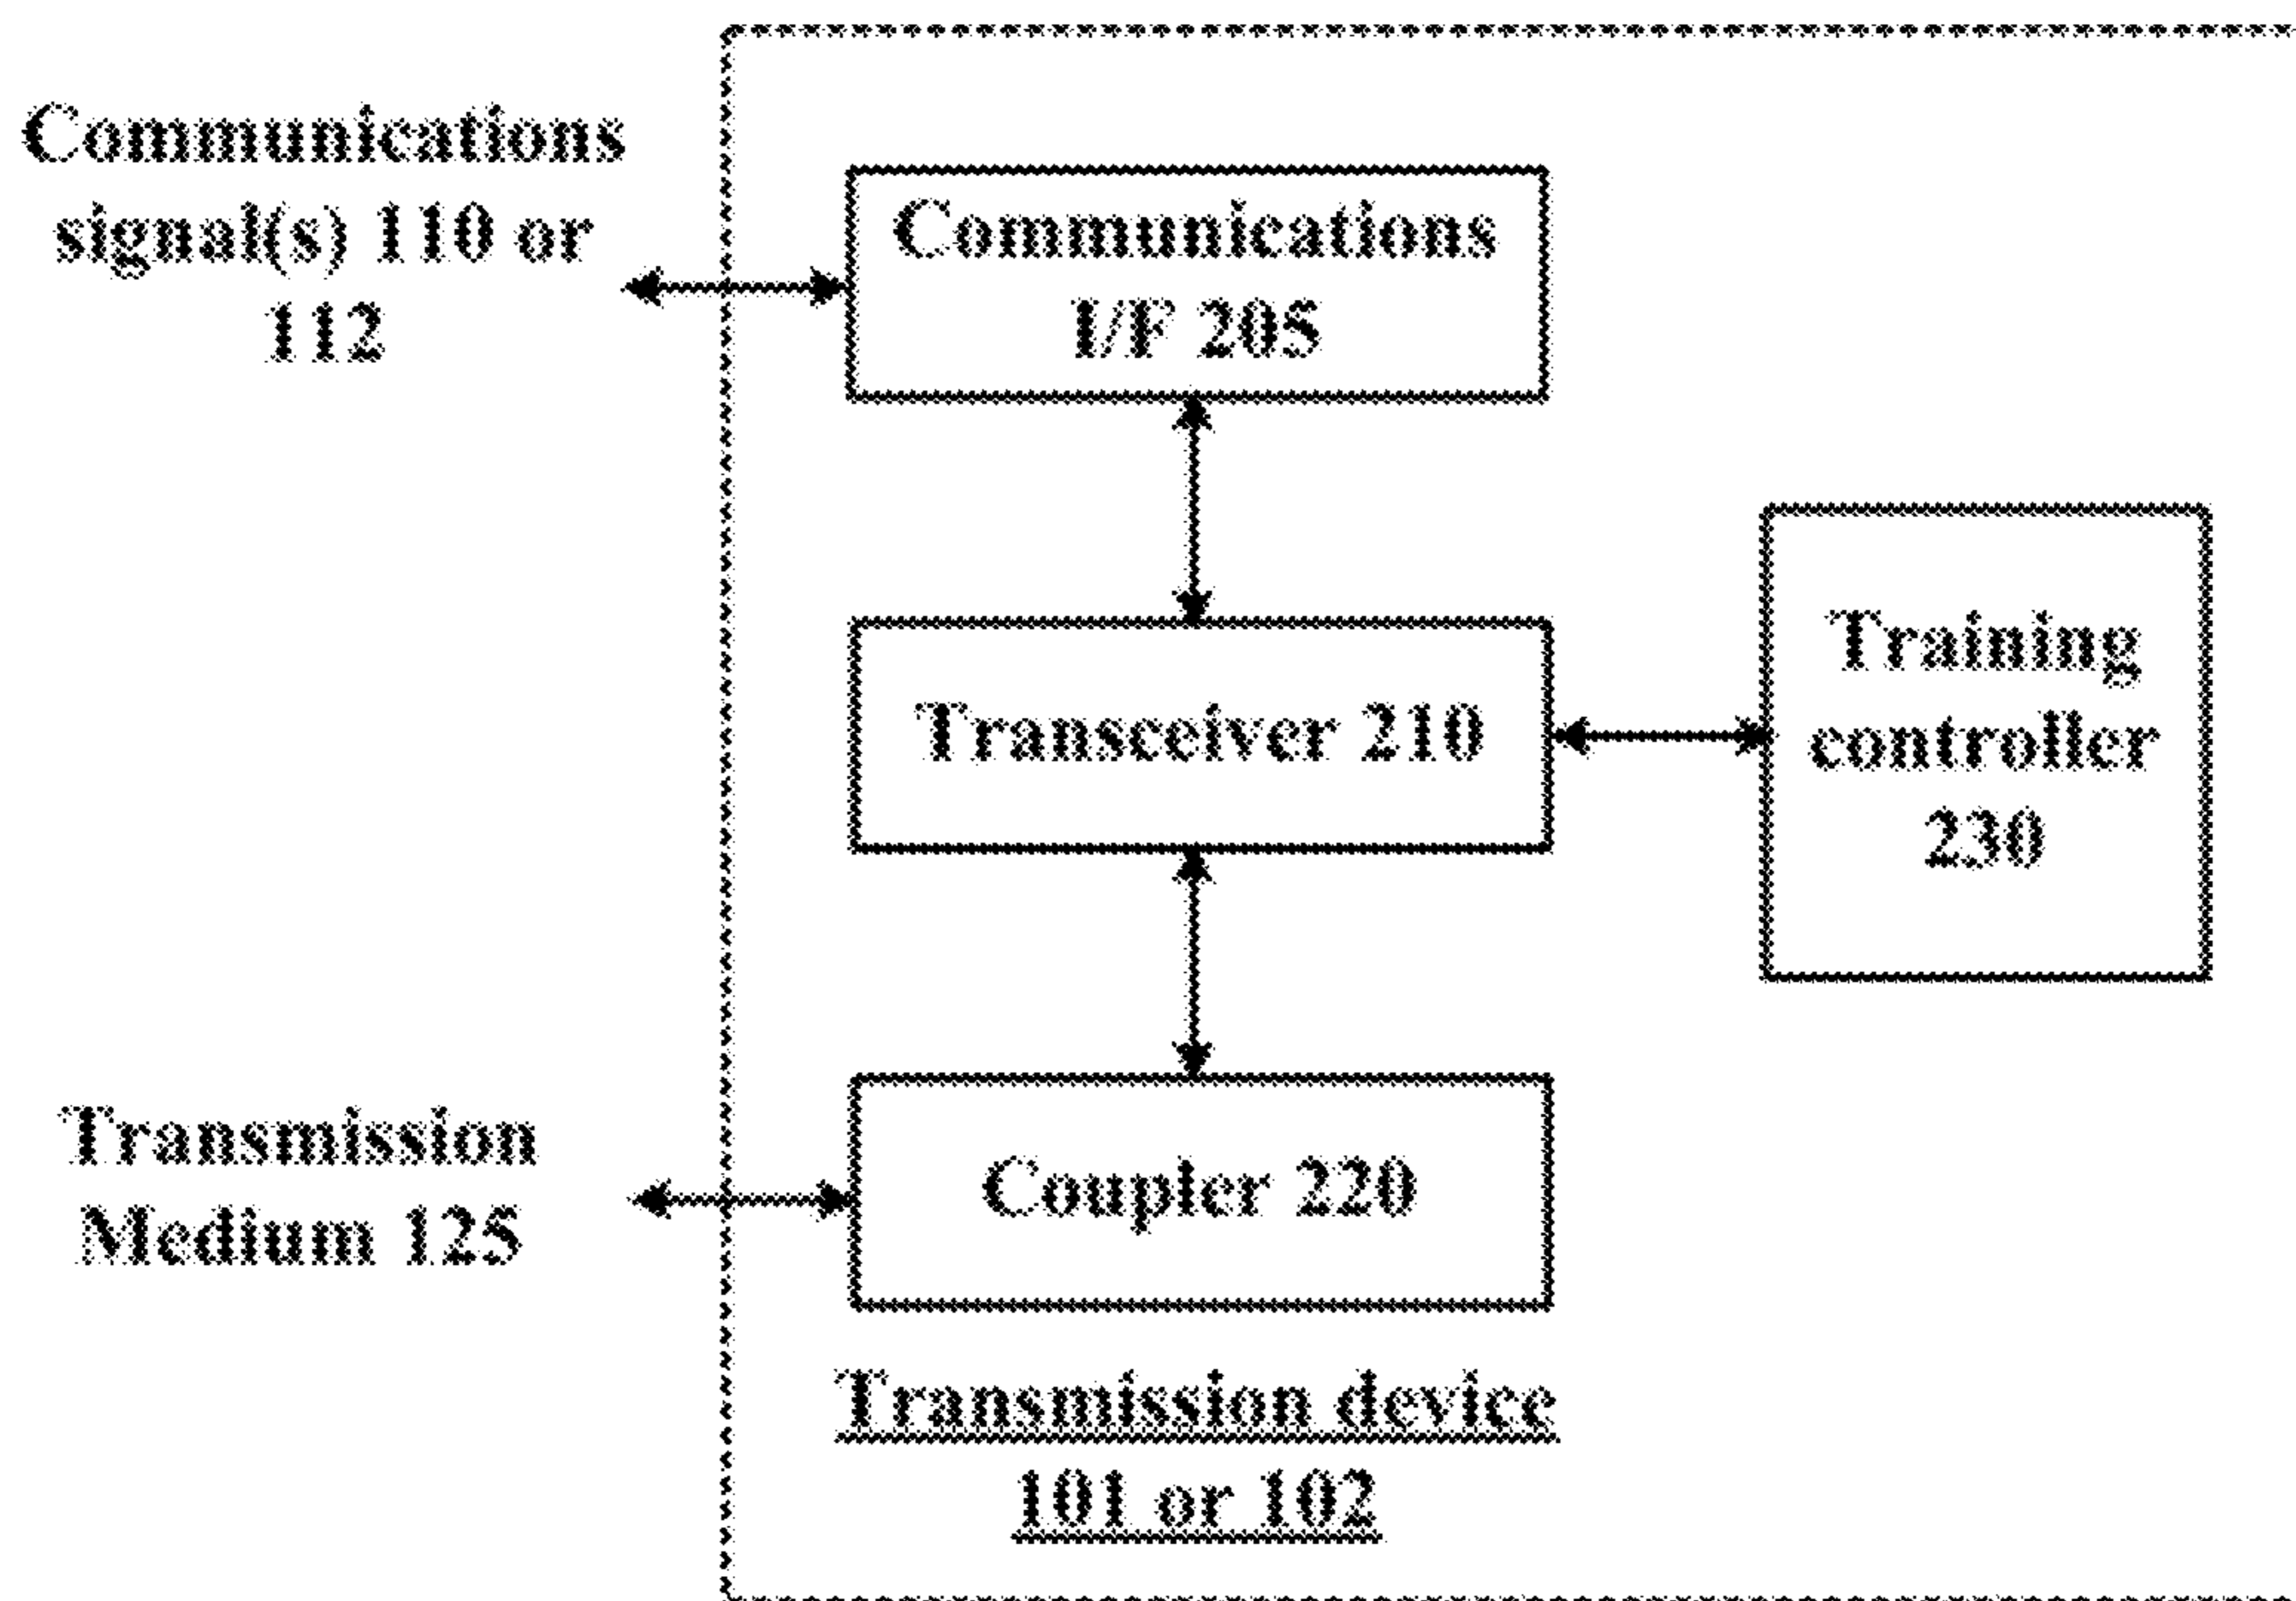 Communications
signal(s) 110 or
112
Communications
I/F 205
Transceiver 210
Training
controller
230
Transmission
Medium 125
Coupler 220
Transmission device
101 or 102